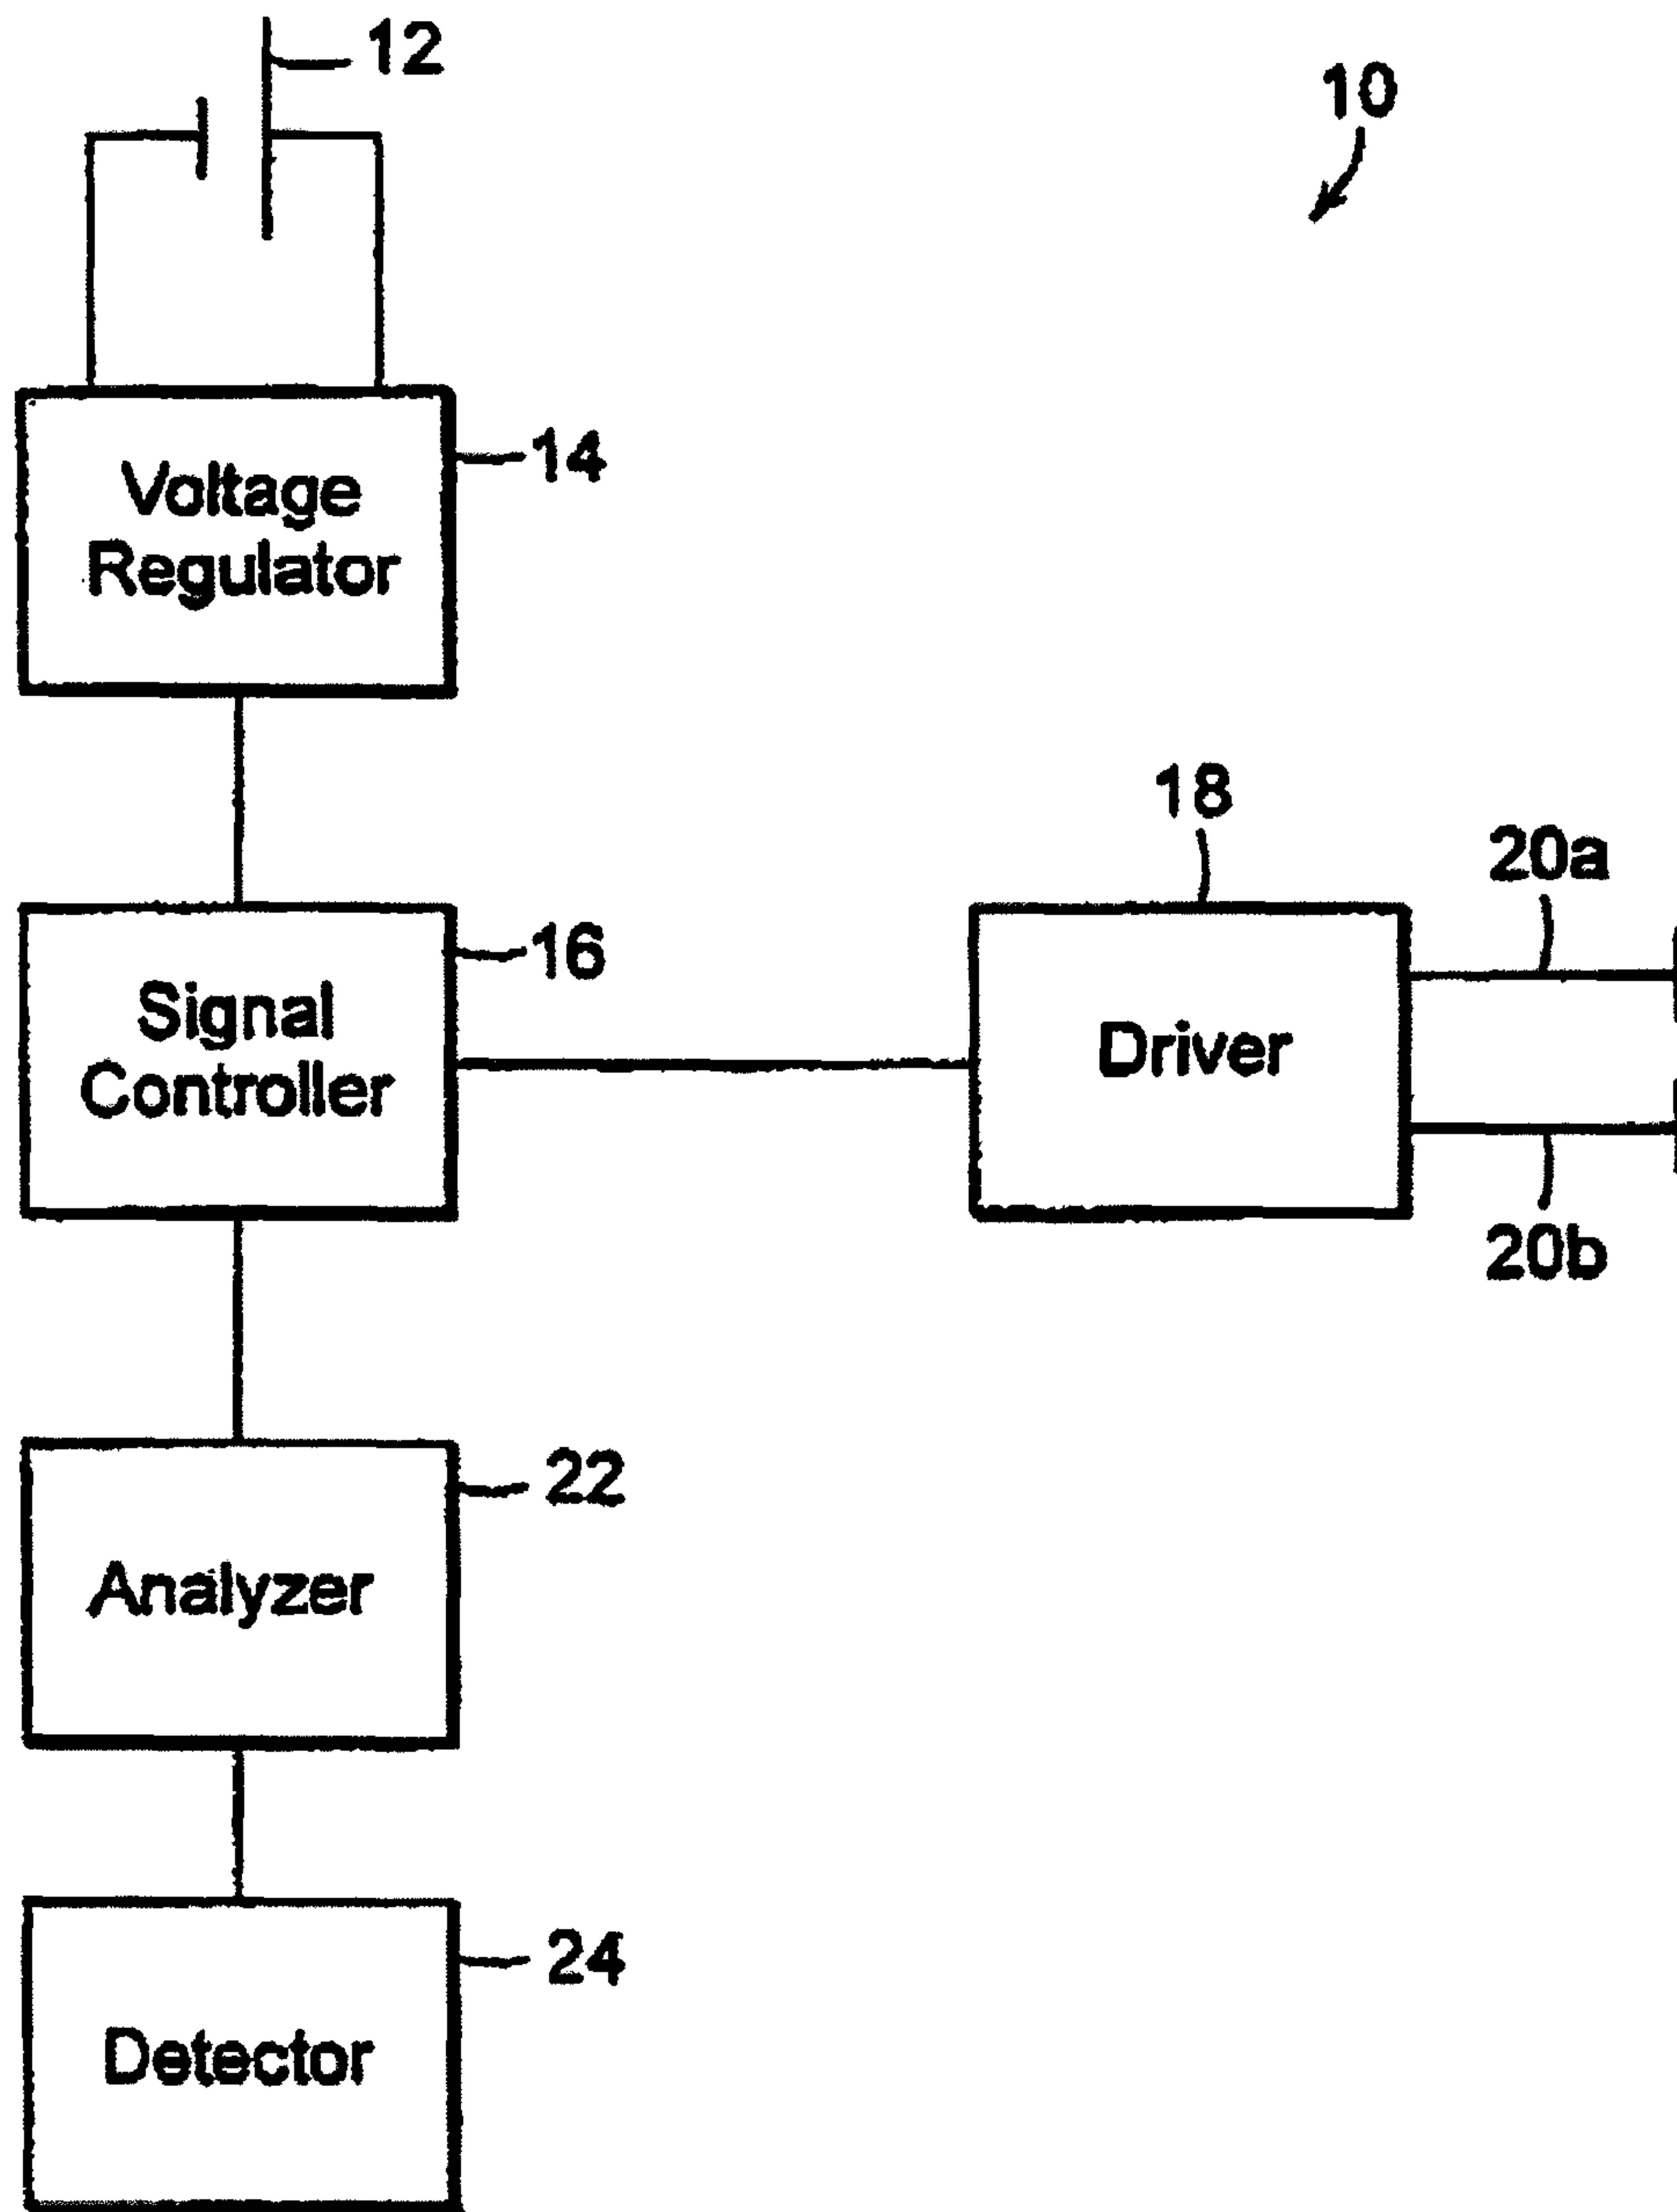 12
10
Voltage
Regulator
14
18
20a
Signal
Controller
16
Driver
20b
22
Analyzer
24
Detector